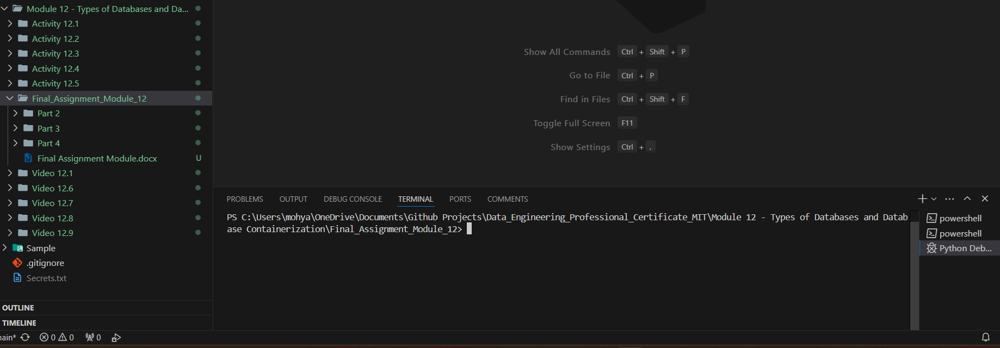 Module 12 - Types of Databases and Da...
Activity 12.1
Activity 12.2
Activity 12.3
Activity 12.4
Activity 12.5
Final_Assignment_Module_12
Part 2
Part 3
Part 4
Final Assignment Module.docx U
Video 12.1
Video 12.6
Video 12.7
Video 12.8
Video 12.9
Sample
.gitignore
Secrets.txt
OUTLINE
TIMELINE
Show All Commands Ctrl + Shift + P
Go to File Ctrl + P
Find in Files Ctrl + Shift + F
Toggle Full Screen F11
Show Settings Ctrl + ,
PROBLEMS OUTPUT DEBUG CONSOLE TERMINAL PORTS COMMENTS
PS C:\Users\mohya\OneDrive\Documents\Github Projects\Data_Engineering_Professional_Certificate_MIT\Module 12 - Types of Databases and Datab
ase Containerization\Final_Assignment_Module_12>
powershell
powershell
Python Deb...
ain* 0 0 0